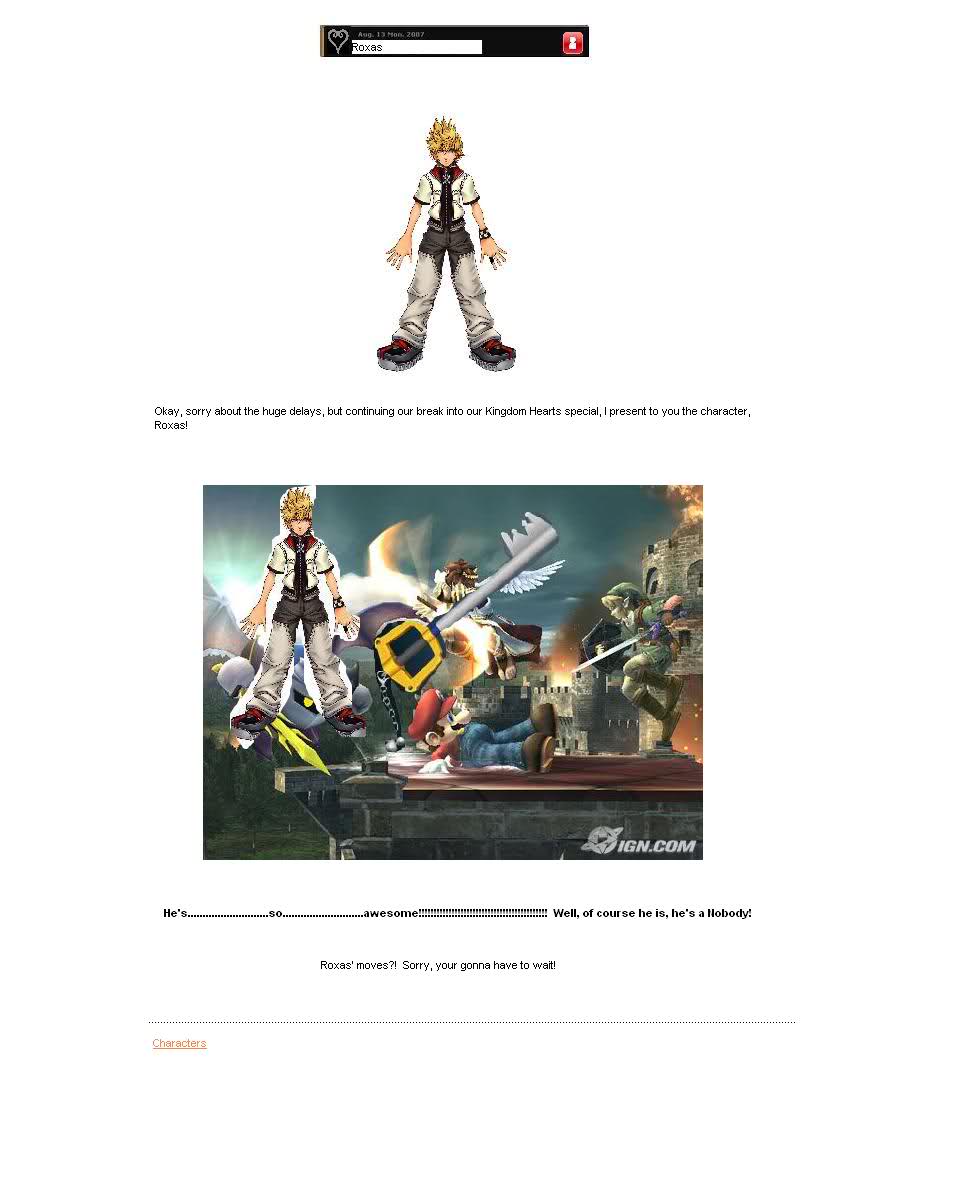 Aug. 13 Mon. 2007
Roxas
Okay, sorry about the huge delays, but continuing our break into our Kingdom Hearts special, I present to you the character,
Roxas!
IGN.COM
He's...........................so...........................awesome!!!!!!!!!!!!!!!!!!!!!!!!!!!!!!!!!!!!!!!!!!! Well, of course he is, he's a Nobody!
Roxas' moves?! Sorry, your gonna have to wait!
Characters